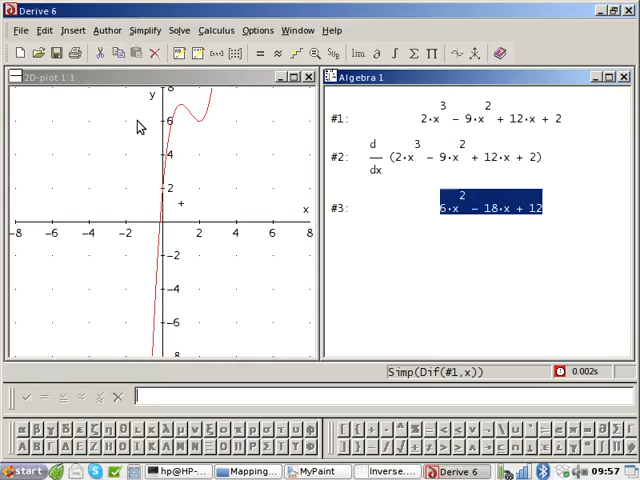 Derive 6
File Edit Insert Author Simplify Solve Calculus Options Window Help
= ≈ lim ∂ ∫ Σ Π
2D-plot 1:1
y
8
6
4
2
x
-8 -6 -4 -2 2 4 6 8
-2
-4
-6
8
Algebra 1
#1: 2·x³ - 9·x² + 12·x + 2
#2: d/dx (2·x³ - 9·x² + 12·x + 2)
#3: 6·x² - 18·x + 12
Simp(Dif(#1,x))
0.002s
α β γ δ ε ζ η θ ι κ λ μ ν ξ ο π ρ σ τ υ φ
Α Β Γ Δ Ε Ζ Η Θ Ι Κ Λ Μ Ν Ξ Ο Π Ρ Σ Τ Υ Φ
start
hp@HP-...
Mapping...
MyPaint
Inverse...
Derive 6
09:57